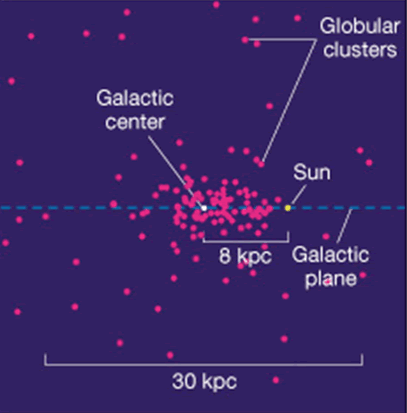 Globular
clusters
Galactic
center
Sun
8 kpc
Galactic
plane
30 kpc